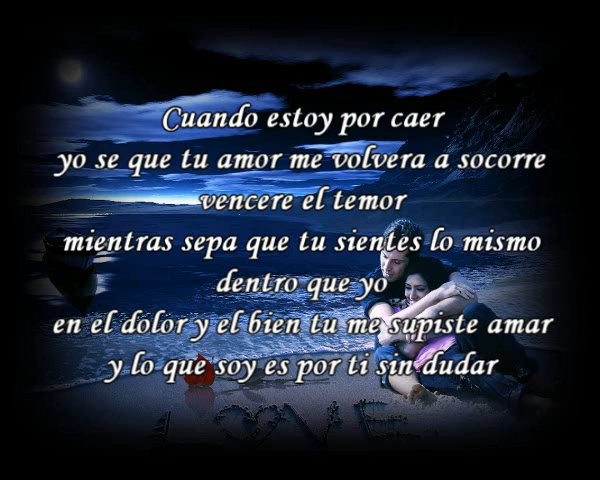 Cuando estoy por caer
yo se que tu amor me volvera a socorre
vencere el temor
mientras sepa que tu sientes lo mismo
dentro que yo
en el dolor y el bien tu me supiste amar
y lo que soy es por ti sin dudar
LOVE